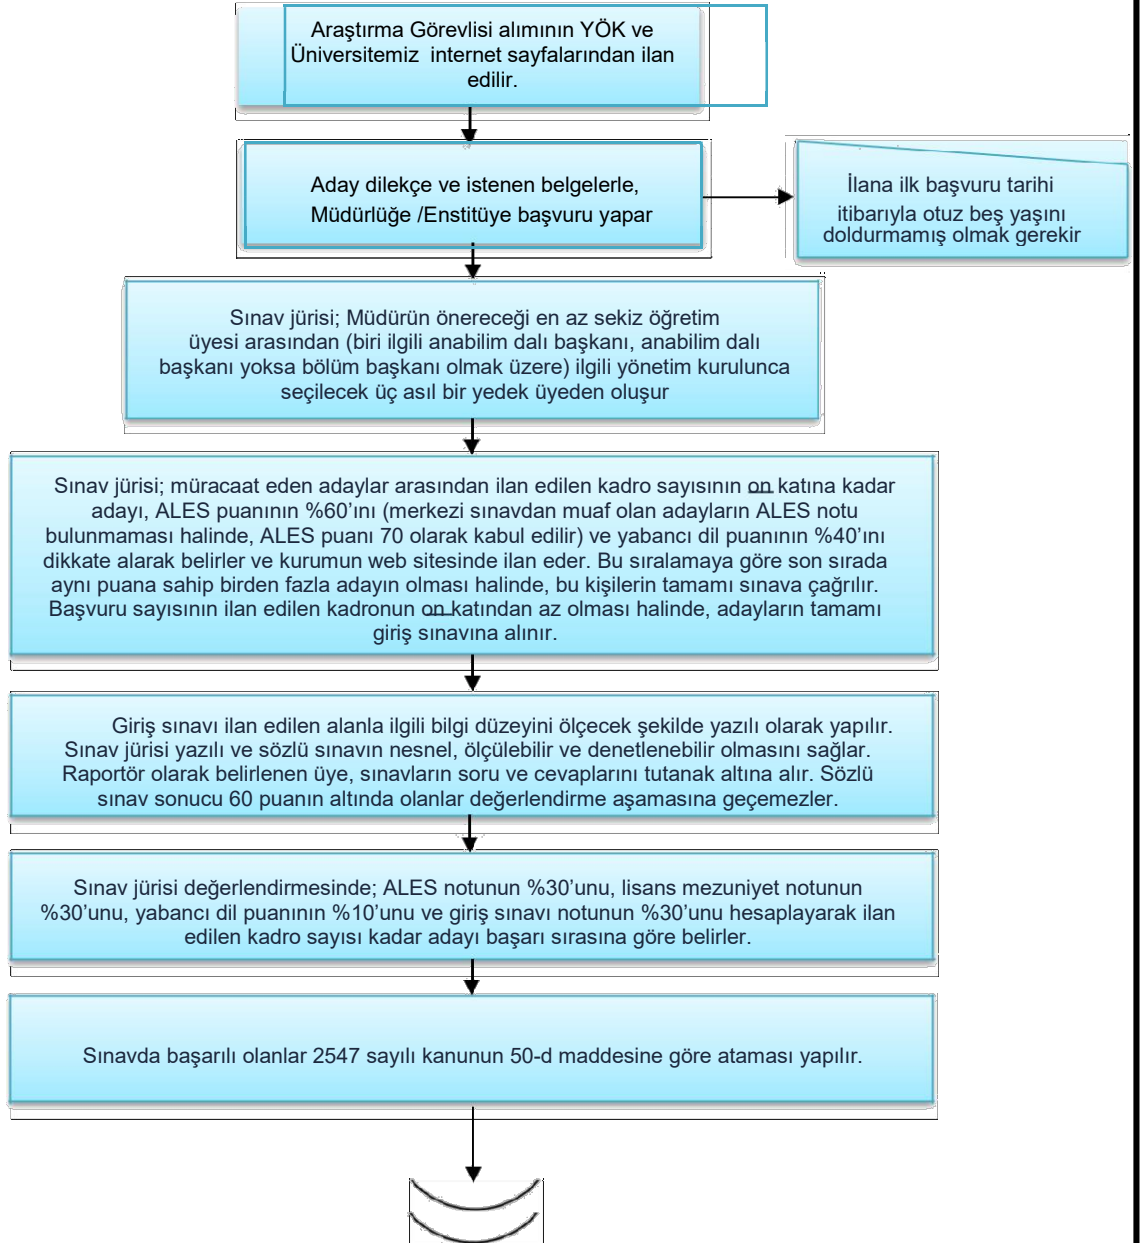 Araştırma Görevlisi alımının YÖK ve
Üniversitemiz internet sayfalarından ilan
edilir.
Aday dilekçe ve istenen belgelerle,
Müdürlüğe /Enstitüye başvuru yapar
İlana ilk başvuru tarihi
itibarıyla otuz beş yaşını
doldurmamış olmak gerekir
Sınav jürisi; Müdürün önereceği en az sekiz öğretim
üyesi arasından (biri ilgili anabilim dalı başkanı, anabilim dalı
başkanı yoksa bölüm başkanı olmak üzere) ilgili yönetim kurulunca
seçilecek üç asıl bir yedek üyeden oluşur
Sınav jürisi; müracaat eden adaylar arasından ilan edilen kadro sayısının on katına kadar
adayı, ALES puanının %60’ını (merkezi sınavdan muaf olan adayların ALES notu
bulunmaması halinde, ALES puanı 70 olarak kabul edilir) ve yabancı dil puanının %40’ını
dikkate alarak belirler ve kurumun web sitesinde ilan eder. Bu sıralamaya göre son sırada
aynı puana sahip birden fazla adayın olması halinde, bu kişilerin tamamı sınava çağrılır.
Başvuru sayısının ilan edilen kadronun on katından az olması halinde, adayların tamamı
giriş sınavına alınır.
Giriş sınavı ilan edilen alanla ilgili bilgi düzeyini ölçecek şekilde yazılı olarak yapılır.
Sınav jürisi yazılı ve sözlü sınavın nesnel, ölçülebilir ve denetlenebilir olmasını sağlar.
Raportör olarak belirlenen üye, sınavların soru ve cevaplarını tutanak altına alır. Sözlü
sınav sonucu 60 puanın altında olanlar değerlendirme aşamasına geçemezler.
Sınav jürisi değerlendirmesinde; ALES notunun %30’unu, lisans mezuniyet notunun
%30’unu, yabancı dil puanının %10’unu ve giriş sınavı notunun %30’unu hesaplayarak ilan
edilen kadro sayısı kadar adayı başarı sırasına göre belirler.
Sınavda başarılı olanlar 2547 sayılı kanunun 50-d maddesine göre ataması yapılır.